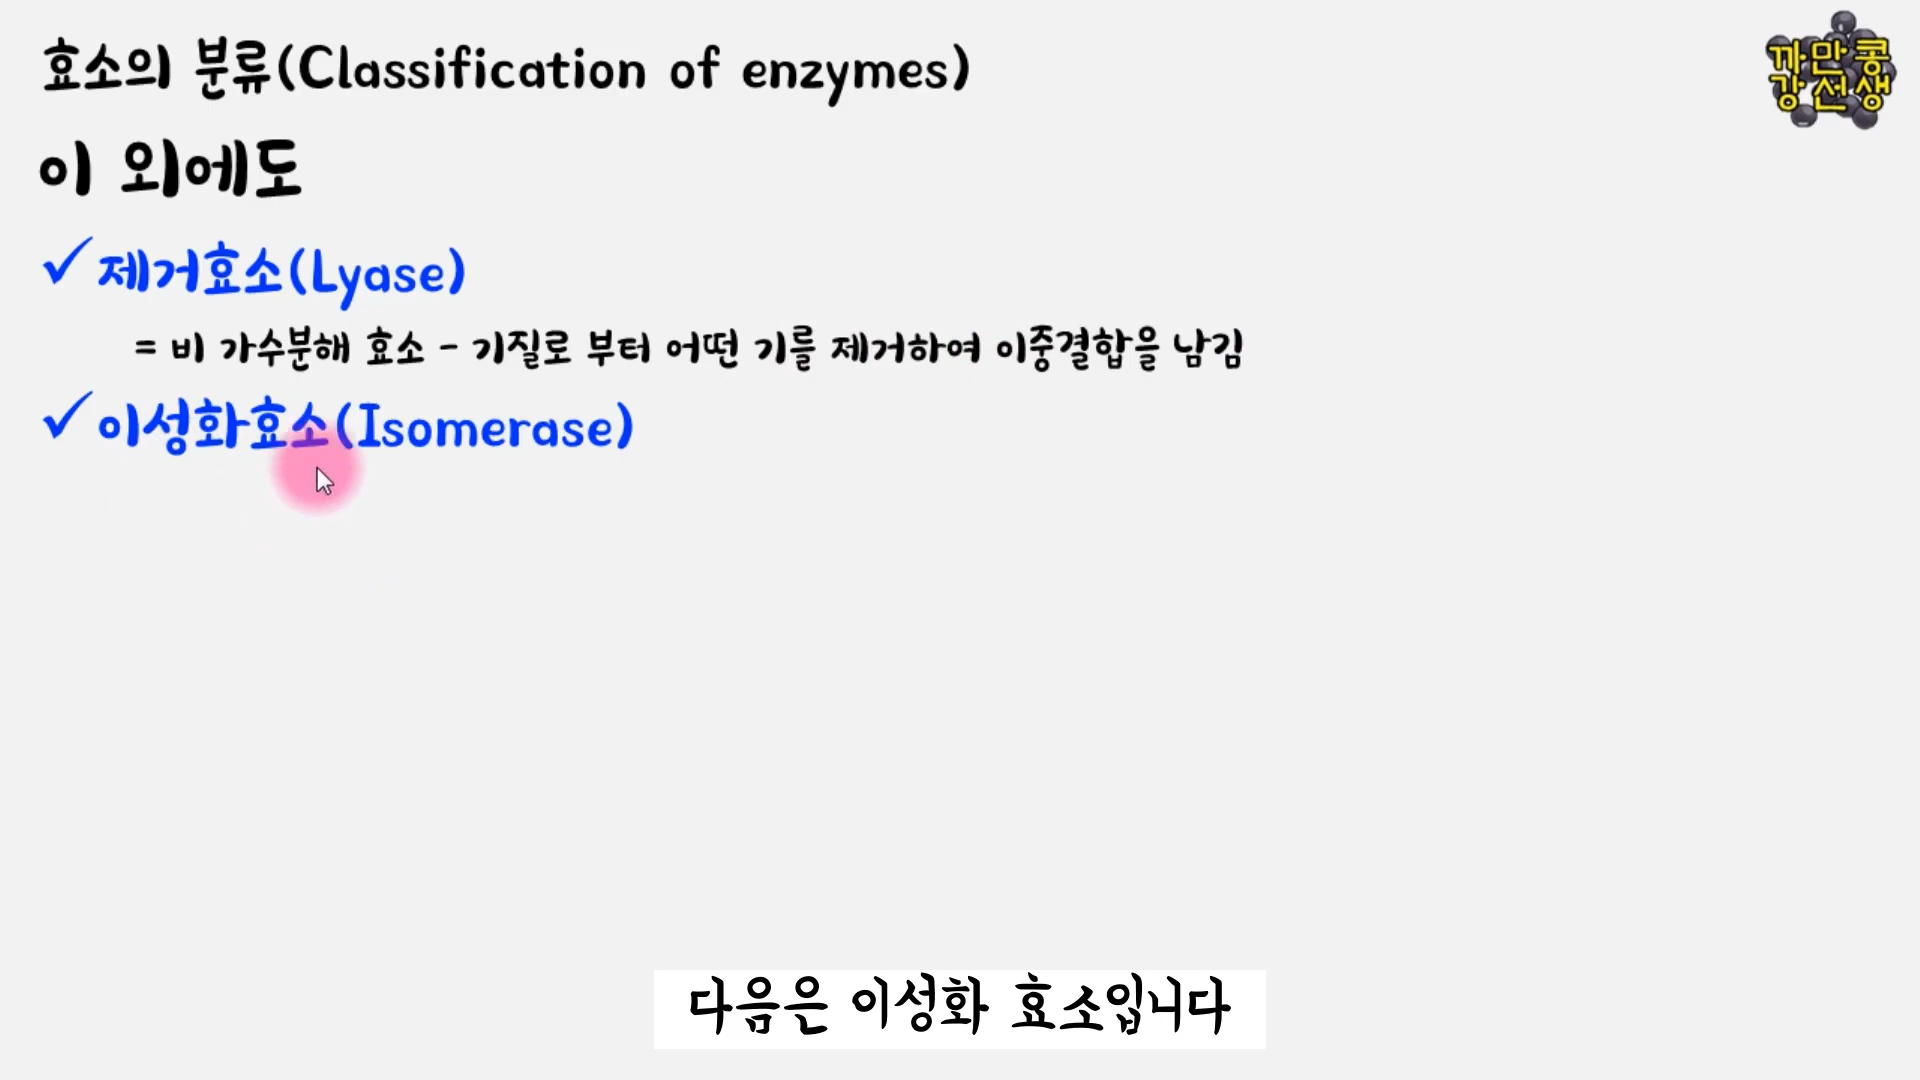 효소의 분류(Classification of enzymes)
까만콩
강선생
이 외에도
✓제거효소(Lyase)
= 비 가수분해 효소 - 기질로 부터 어떤 기를 제거하여 이중결합을 남김
✓이성화효소(Isomerase)
다음은 이성화 효소입니다